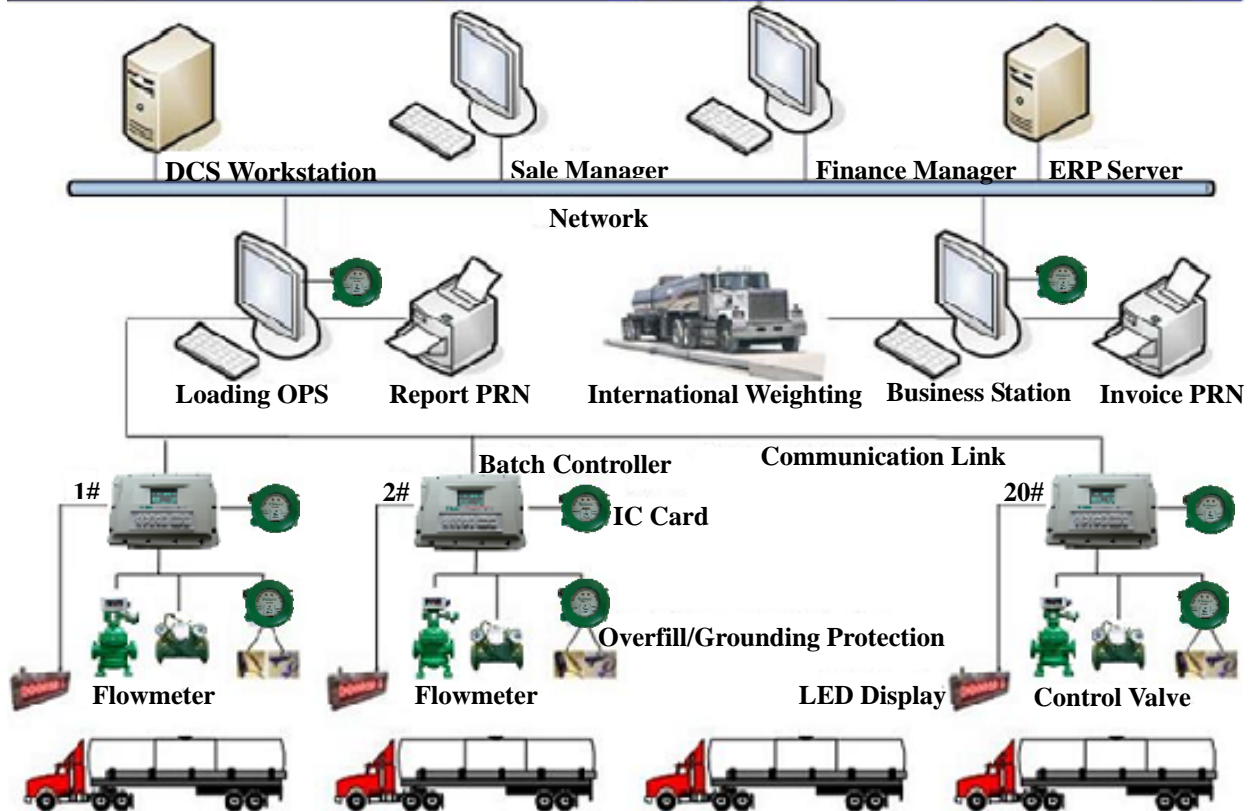 DCS Workstation
Sale Manager
Finance Manager
ERP Server
Network
Loading OPS
Report PRN
International Weighting
Business Station
Invoice PRN
Batch Controller
Communication Link
1#
2#
20#
IC Card
Overfill/Grounding Protection
Flowmeter
Flowmeter
LED Display
Control Valve